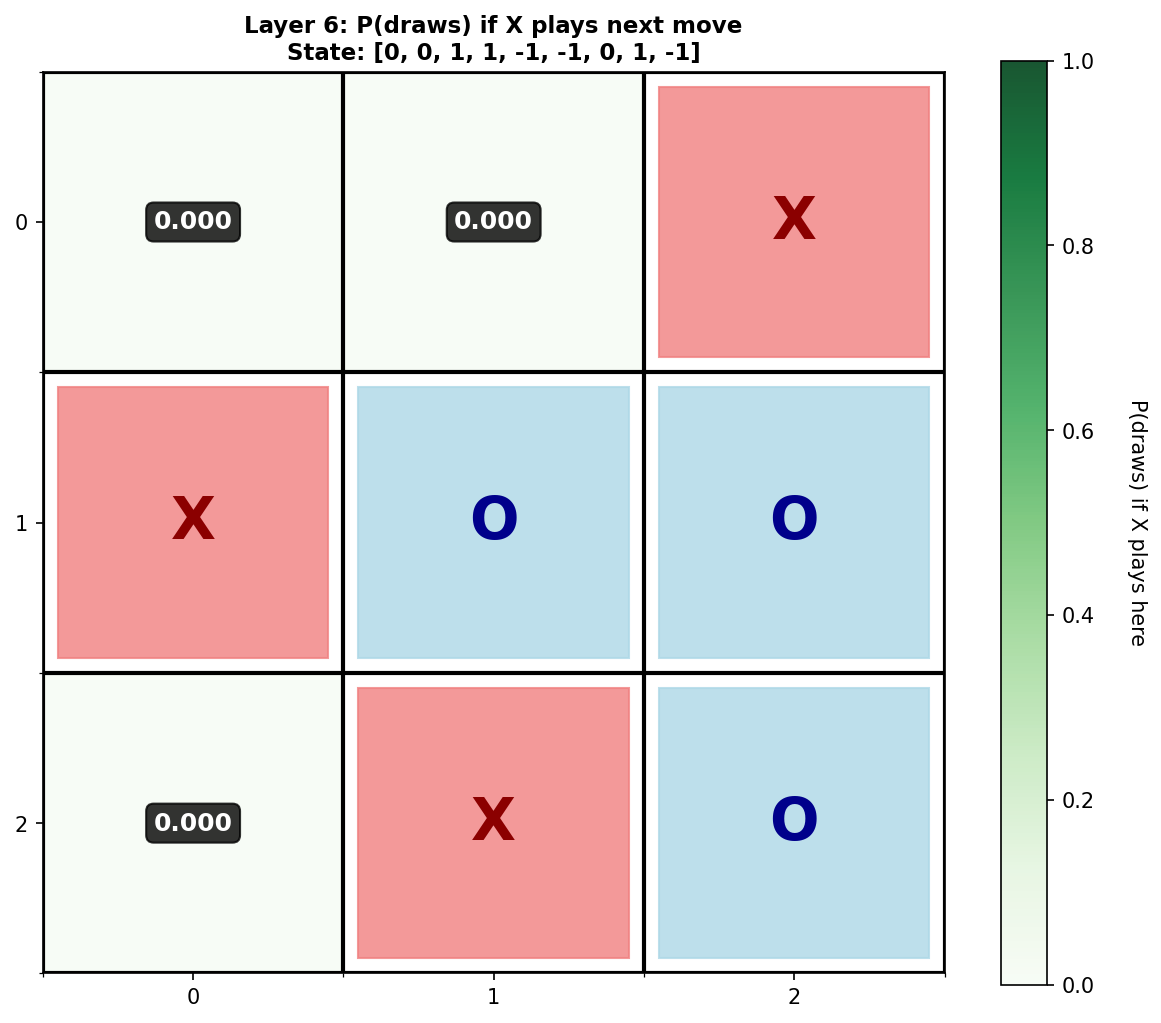 Layer 6: P(draws) if X plays next move
State: [0, 0, 1, 1, -1, -1, 0, 1, -1]
0
0.000
0.000
X
1
X
O
O
2
0.000
X
O
0
1
2
1.0
0.8
0.6
0.4
0.2
0.0
P(draws) if X plays here